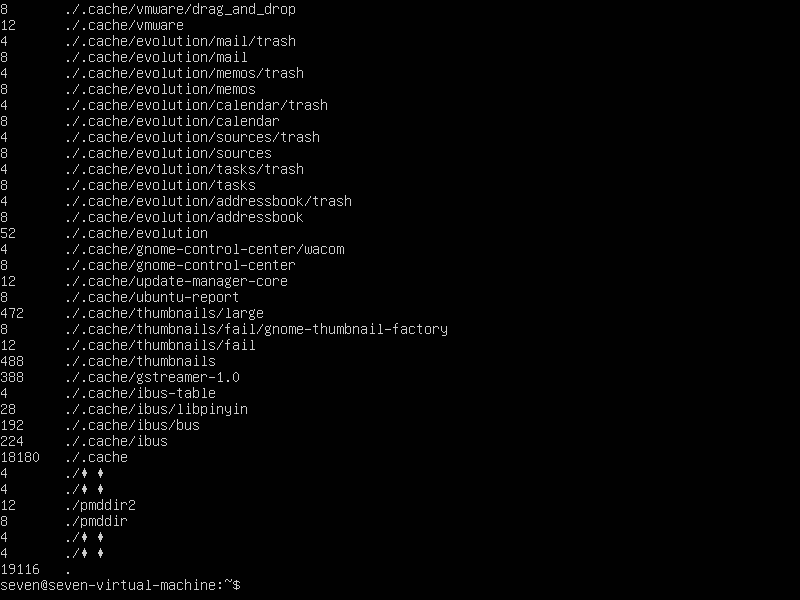 8 ./.cache/vmware/drag_and_drop
12 ./.cache/vmware
4 ./.cache/evolution/mail/trash
8 ./.cache/evolution/mail
4 ./.cache/evolution/memos/trash
8 ./.cache/evolution/memos
4 ./.cache/evolution/calendar/trash
8 ./.cache/evolution/calendar
4 ./.cache/evolution/sources/trash
8 ./.cache/evolution/sources
4 ./.cache/evolution/tasks/trash
8 ./.cache/evolution/tasks
4 ./.cache/evolution/addressbook/trash
8 ./.cache/evolution/addressbook
52 ./.cache/evolution
4 ./.cache/gnome-control-center/wacom
8 ./.cache/gnome-control-center
12 ./.cache/update-manager-core
8 ./.cache/ubuntu-report
472 ./.cache/thumbnails/large
8 ./.cache/thumbnails/fail/gnome-thumbnail-factory
12 ./.cache/thumbnails/fail
488 ./.cache/thumbnails
388 ./.cache/gstreamer-1.0
4 ./.cache/ibus-table
28 ./.cache/ibus/libpinyin
192 ./.cache/ibus/bus
224 ./.cache/ibus
18180 ./.cache
4 ./♦ ♦
4 ./♦ ♦
12 ./pmddir2
8 ./pmddir
4 ./♦ ♦
4 ./♦ ♦
19116 .
seven@seven-virtual-machine:~$